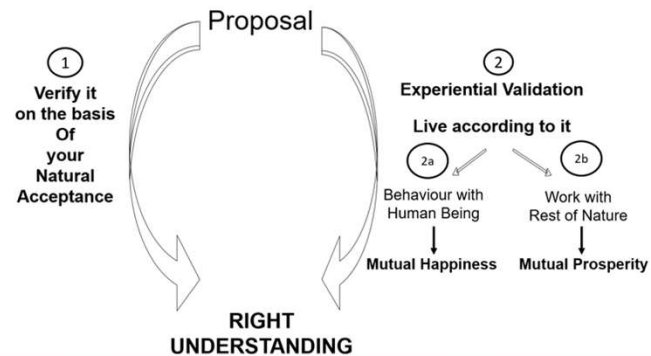 Proposal
1
Verify it
on the basis
Of
your
Natural
Acceptance
2
Experiential Validation
Live according to it
2a
2b
Behaviour with
Human Being
Work with
Rest of Nature
Mutual Happiness
Mutual Prosperity
RIGHT
UNDERSTANDING